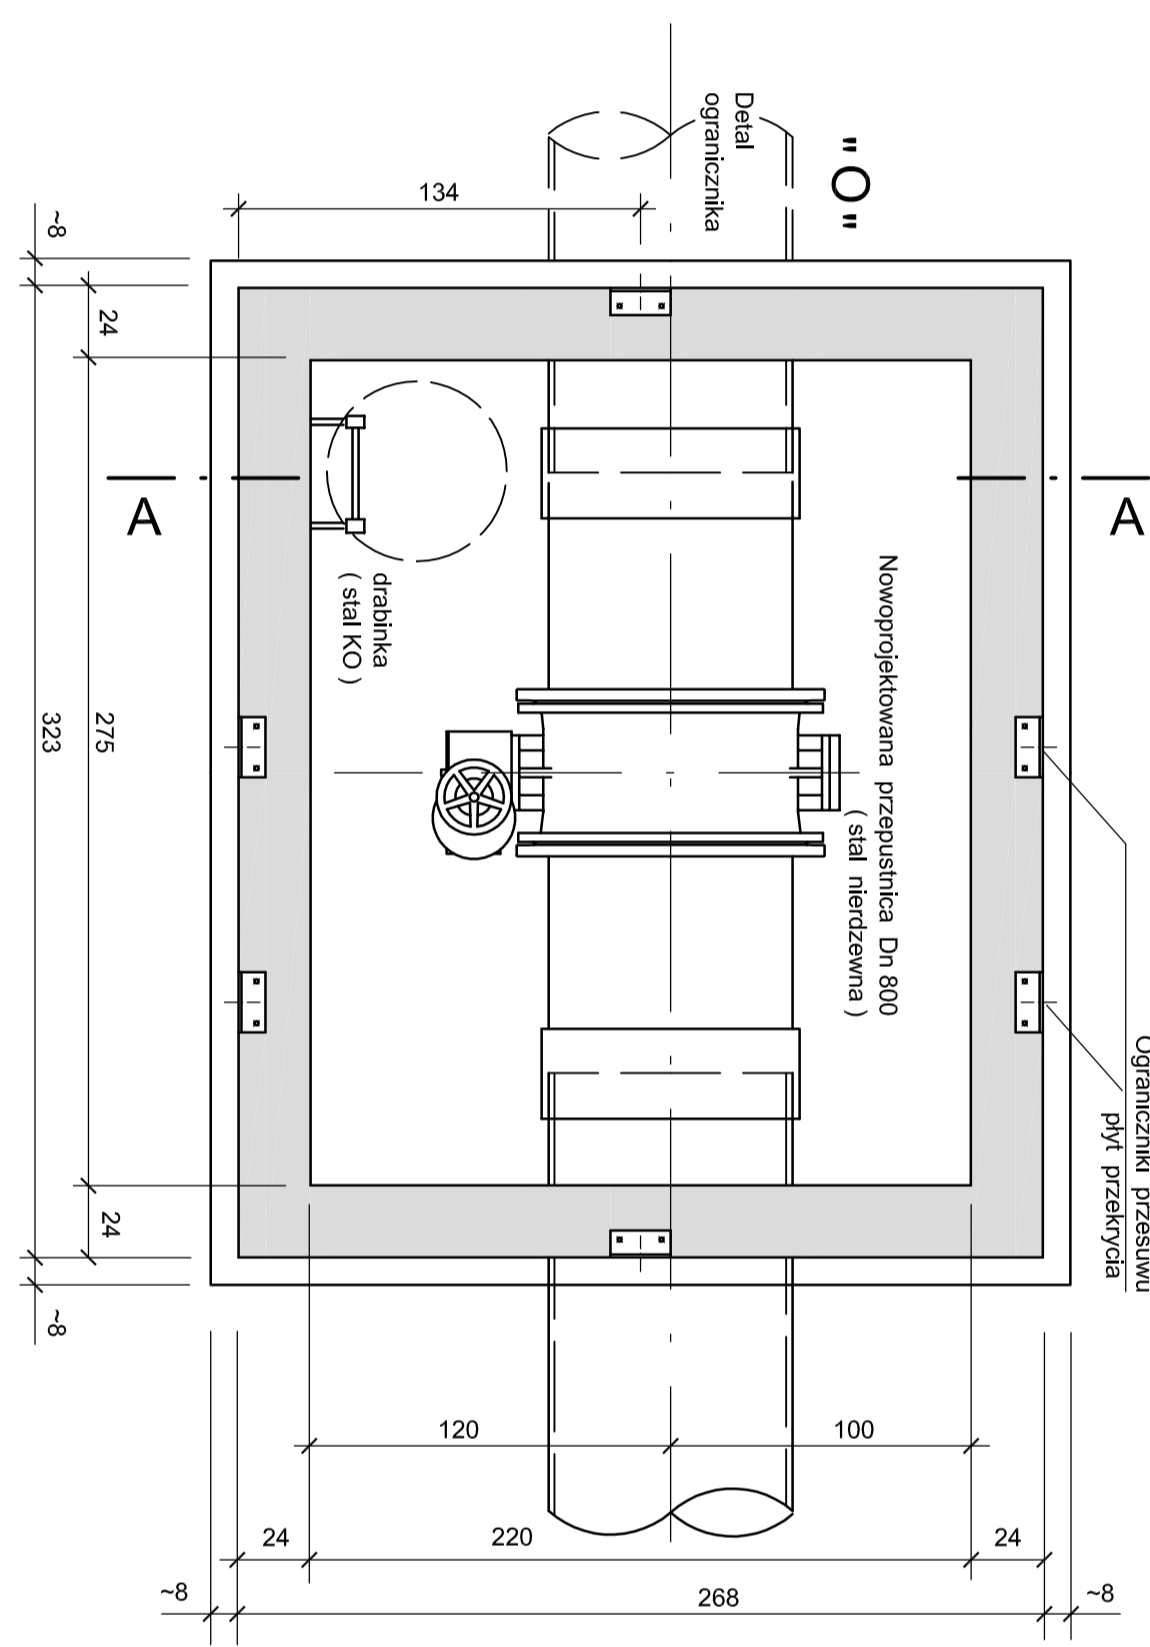 "O"
Detal
ogranicznika
134
~8
24
A
A
drabinka
( stal KO )
Nowoprojektowana przepustnica Dn 800
( stal nierdzewna )
275
323
Ograniczniki przesuwu
płyt przekrycia
24
~8
120
100
24
220
24
~8
268
~8